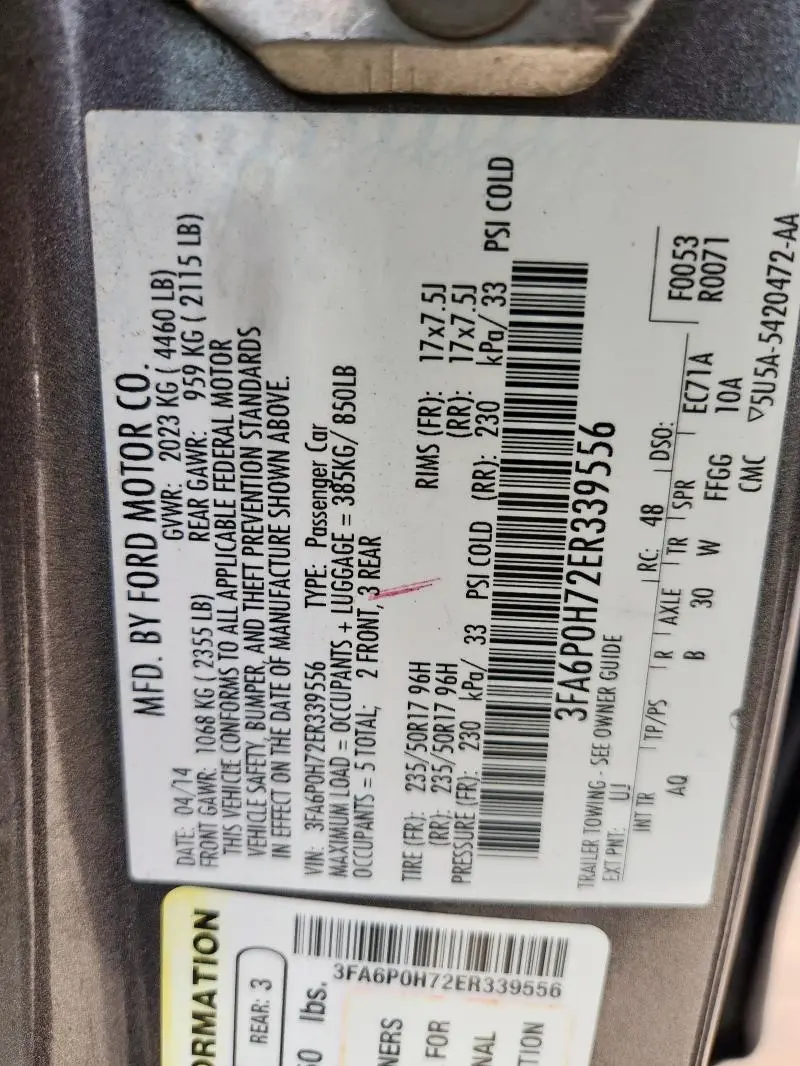 MFD. BY FORD MOTOR CO.
DATE: 04/14 GVWR: 2023 KG ( 4460 LB)
FRONT GAWR: 1068 KG ( 2355 LB) REAR GAWR: 959 KG ( 2115 LB)
THIS VEHICLE CONFORMS TO ALL APPLICABLE FEDERAL MOTOR
VEHICLE SAFETY, BUMPER, AND THEFT PREVENTION STANDARDS
IN EFFECT ON THE DATE OF MANUFACTURE SHOWN ABOVE.
VIN: 3FA6P0H72ER339556 TYPE: Passenger Car
MAXIMUM LOAD = OCCUPANTS + LUGGAGE = 385KG/ 850LB
OCCUPANTS = 5 TOTAL; 2 FRONT, 3 REAR
TIRE (FR): 235/50R17 96H RIMS (FR): 17x7.5J
(RR): 235/50R17 96H (RR): 17x7.5J
PRESSURE (FR): 230 kPa/ 33 PSI COLD (RR): 230 kPa/ 33 PSI COLD
3FA6P0H72ER339556
F0053
R0071
TRAILER TOWING - SEE OWNER GUIDE
EXT PNT: UJ RC: 48 DSO:
INT TR TP/PS R AXLE TR SPR EC71A
AQ B 30 W FFGG 10A
CMC ▽5U5A-5420472-AA
ORMATION
REAR: 3
50 lbs.
3FA6P0H72ER339556
NERS
FOR
NAL
TION